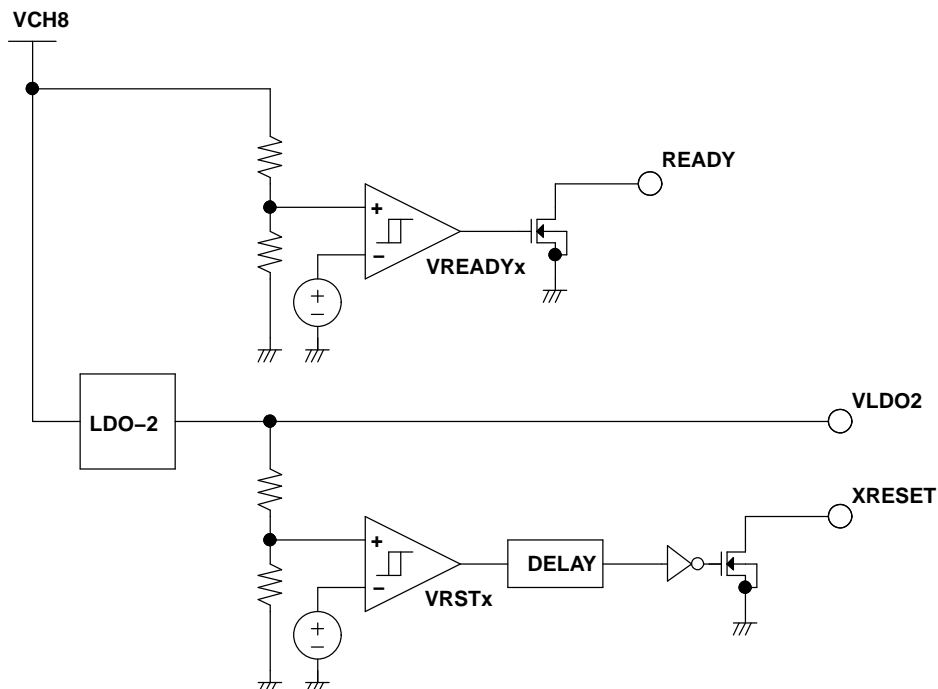 VCH8
READY
+
−
VREADYx
+
−
LDO−2
VLDO2
XRESET
+
−
DELAY
VRSTx
+
−